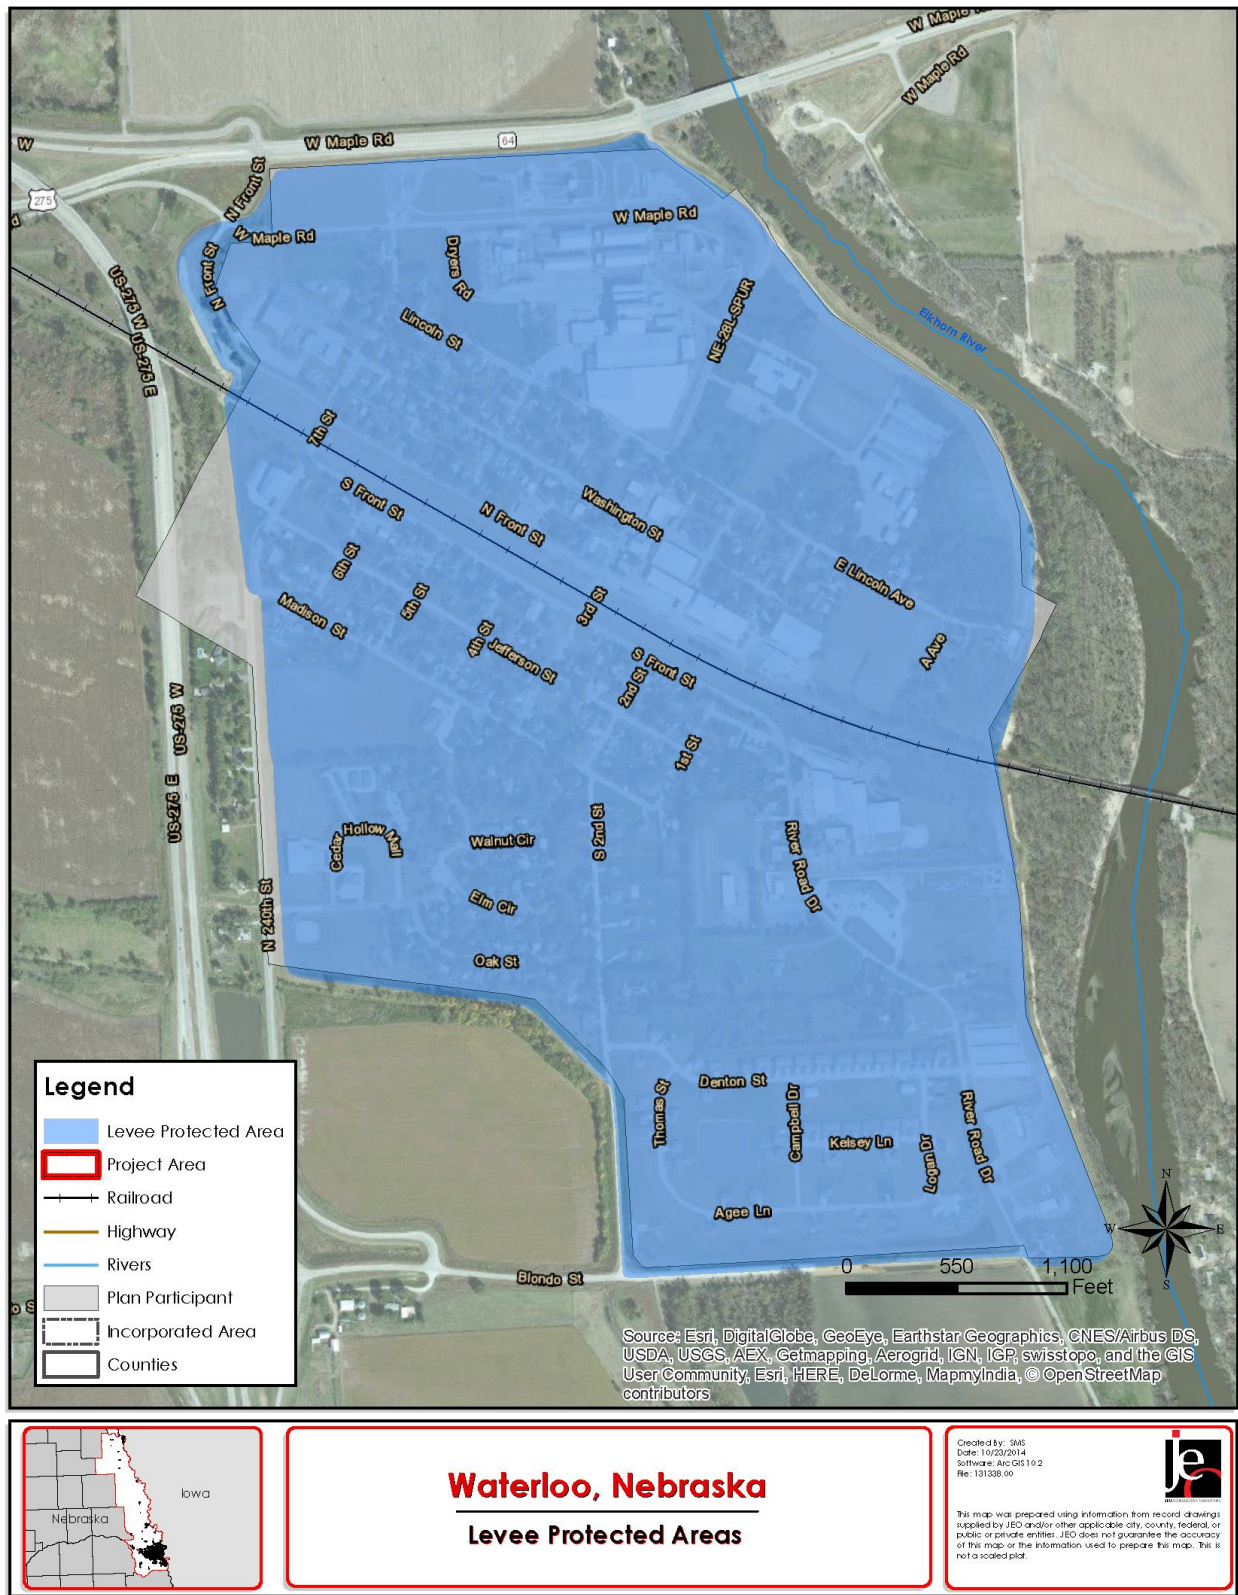 W Maple Rd
W Maple Rd
W
W Maple Rd
64
275
d
N Front St
W Maple Rd
W Maple Rd
N Front St
Dryers Rd
US-275 W US-275 E
Lincoln St
NE-28L-SPUR
Elkhorn River
7th St
S Front St
N Front St
Washington St
6th St
E Lincoln Ave
Madison St
5th St
3rd St
4th St
Jefferson St
S Front St
A Ave
2nd St
US-275 W
1st St
US-275 E
Cedar Hollow Mall
Walnut Cir
S 2nd St
River Road Dr
Elm Cir
N 240th St
Oak St
Denton St
Thomas St
Campbell Dr
Kelsey Ln
Logan Dr
River Road Dr
Agee Ln
Blondo St
N
W
E
S
0 550 1,100
Feet
Legend
Levee Protected Area
Project Area
Railroad
Highway
Rivers
Plan Participant
Incorporated Area
Counties
Source: Esri, DigitalGlobe, GeoEye, Earthstar Geographics, CNES/Airbus DS,
USDA, USGS, AEX, Getmapping, Aerogrid, IGN, IGP, swisstopo, and the GIS
User Community, Esri, HERE, DeLorme, MapmyIndia, © OpenStreetMap
contributors
Iowa
Nebraska
Waterloo, Nebraska
Levee Protected Areas
Created By: SMS
Date: 10/23/2014
Software: Arc GIS 10.2
File: 131338.00
jeo
JEO CONSULTING GROUP INC
This map was prepared using information from record drawings
supplied by JEO and/or other applicable city, county, federal, or
public or private entities. JEO does not guarantee the accuracy
of this map or the information used to prepare this map. This is
not a scaled plat.